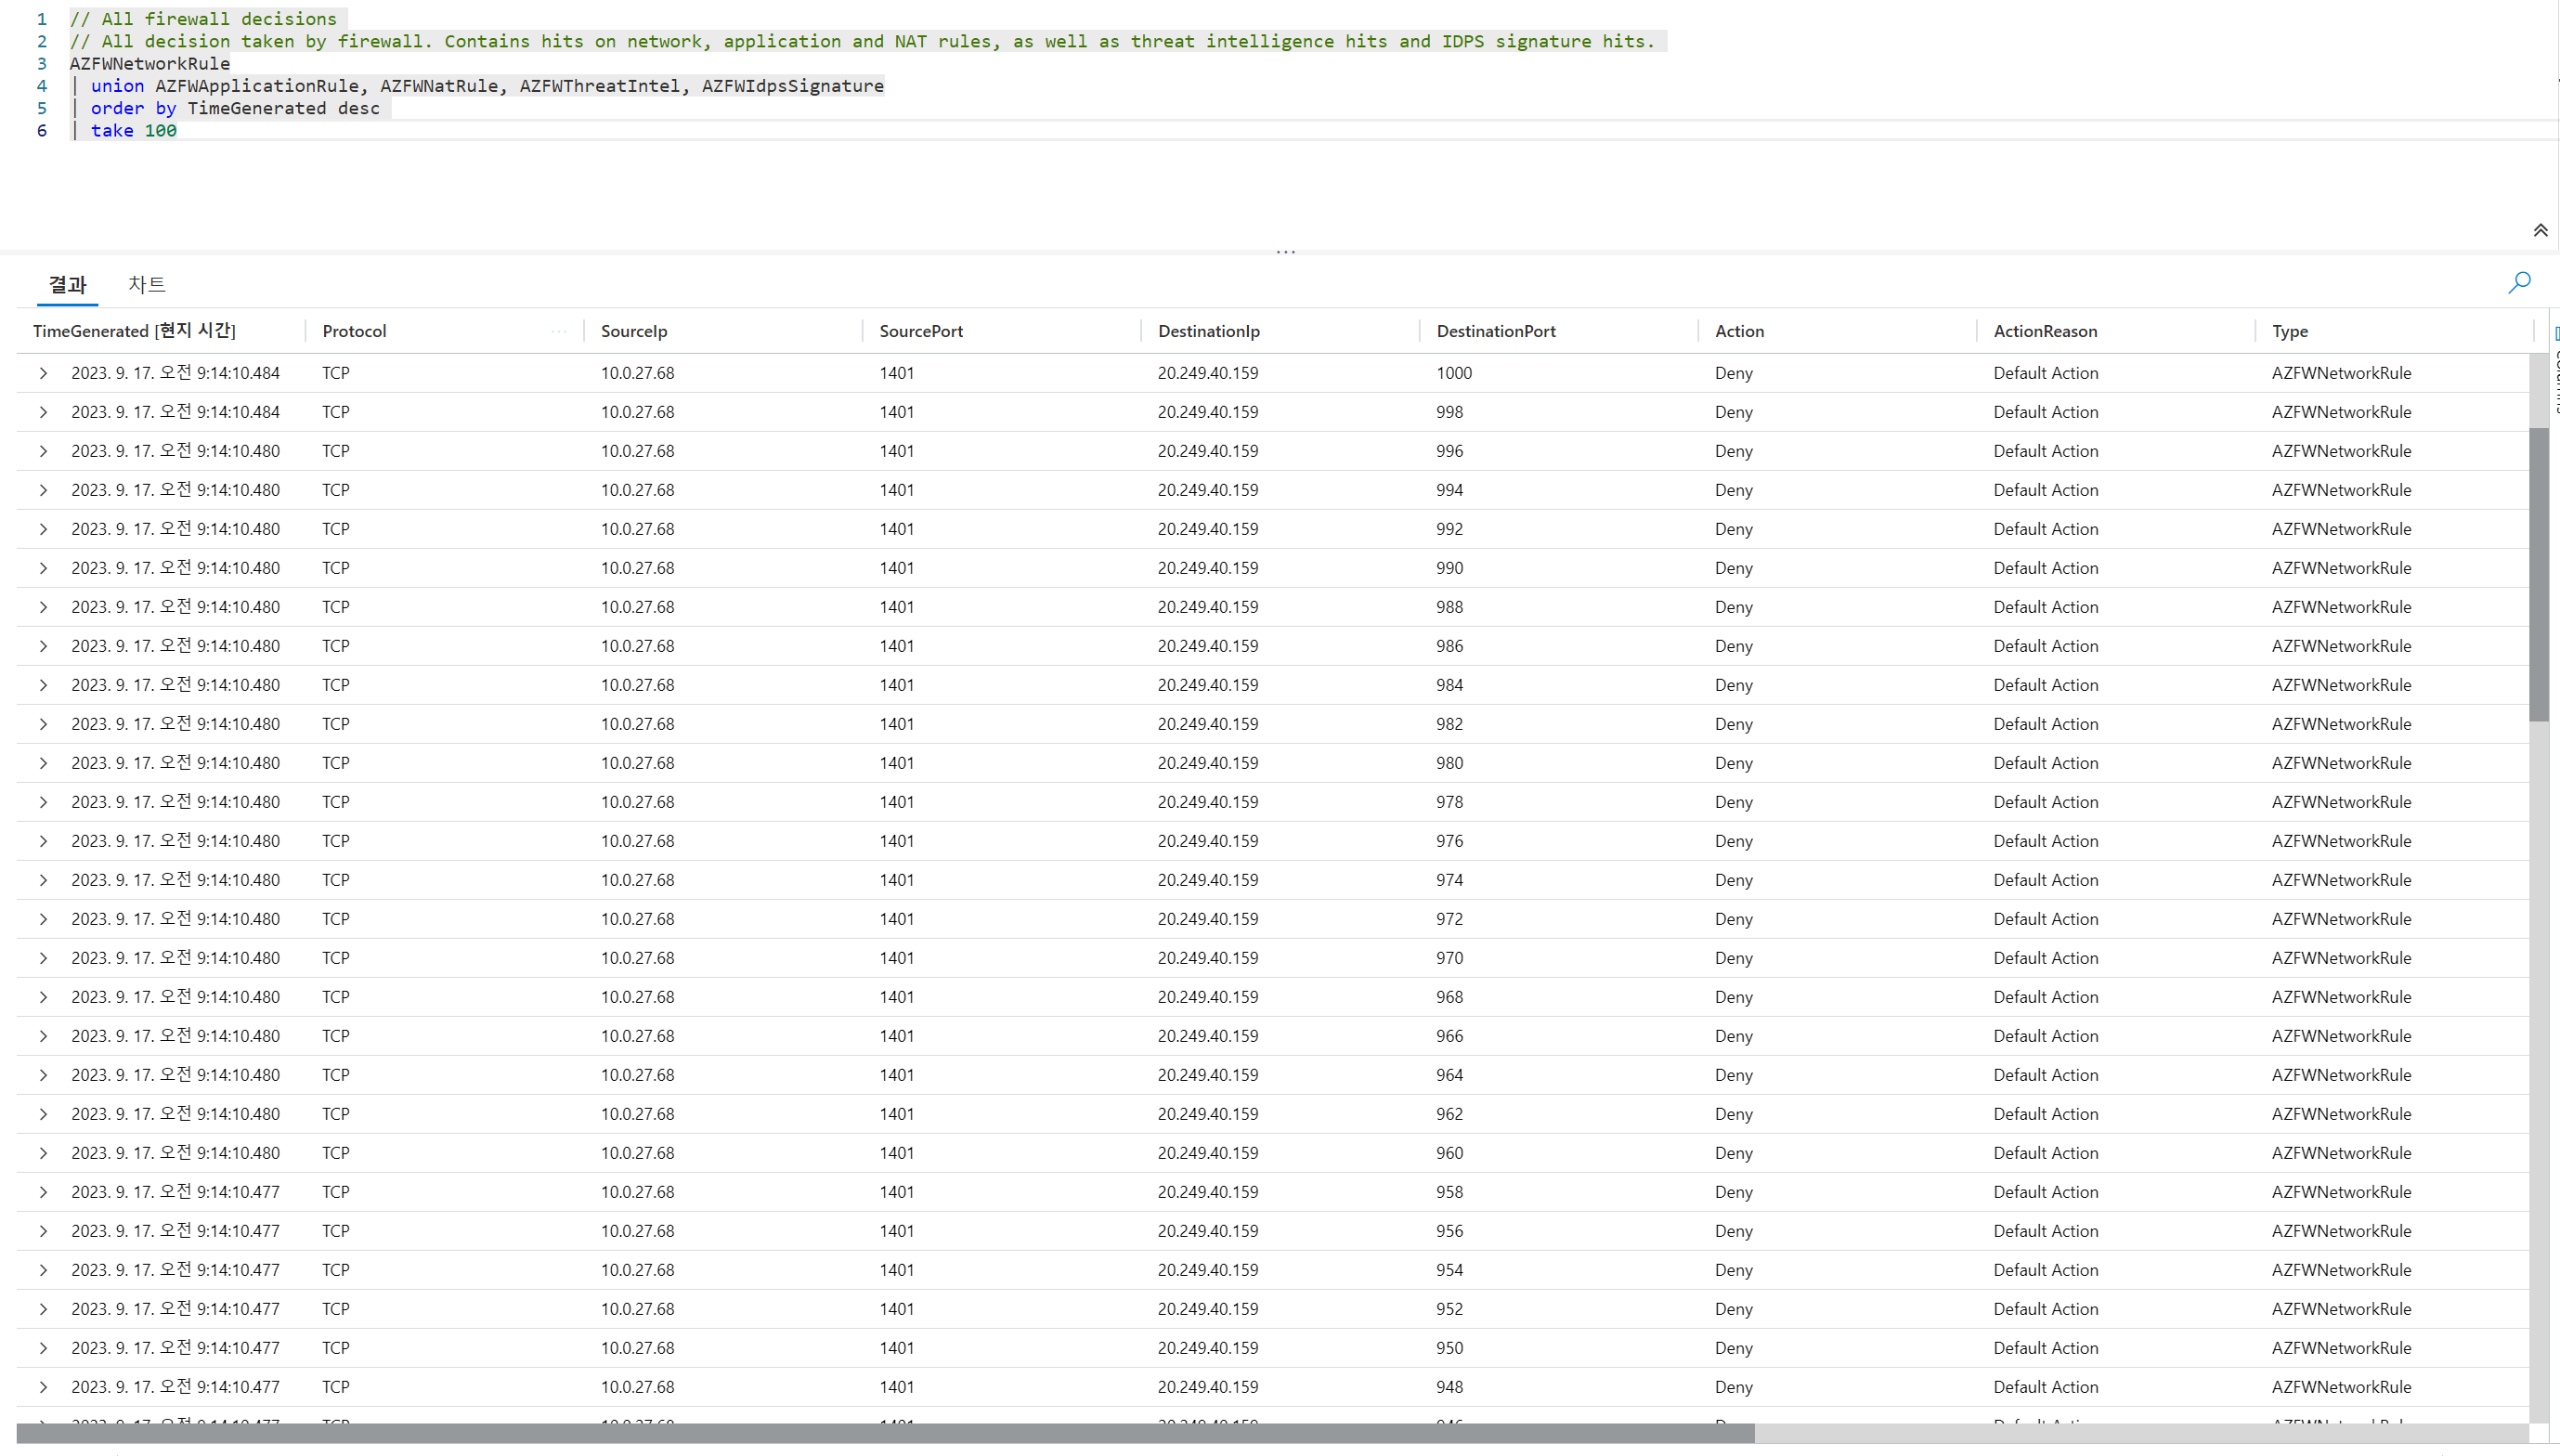 1 // All firewall decisions
2 // All decision taken by firewall. Contains hits on network, application and NAT rules, as well as threat intelligence hits and IDPS signature hits.
3 AZFWNetworkRule
4 | union AZFWApplicationRule, AZFWNatRule, AZFWThreatIntel, AZFWIdpsSignature
5 | order by TimeGenerated desc
6 | take 100
결과 차트
TimeGenerated [현지 시간] Protocol SourceIp SourcePort DestinationIp DestinationPort Action ActionReason Type
2023. 9. 17. 오전 9:14:10.484 TCP 10.0.27.68 1401 20.249.40.159 1000 Deny Default Action AZFWNetworkRule
2023. 9. 17. 오전 9:14:10.484 TCP 10.0.27.68 1401 20.249.40.159 998 Deny Default Action AZFWNetworkRule
2023. 9. 17. 오전 9:14:10.480 TCP 10.0.27.68 1401 20.249.40.159 996 Deny Default Action AZFWNetworkRule
2023. 9. 17. 오전 9:14:10.480 TCP 10.0.27.68 1401 20.249.40.159 994 Deny Default Action AZFWNetworkRule
2023. 9. 17. 오전 9:14:10.480 TCP 10.0.27.68 1401 20.249.40.159 992 Deny Default Action AZFWNetworkRule
2023. 9. 17. 오전 9:14:10.480 TCP 10.0.27.68 1401 20.249.40.159 990 Deny Default Action AZFWNetworkRule
2023. 9. 17. 오전 9:14:10.480 TCP 10.0.27.68 1401 20.249.40.159 988 Deny Default Action AZFWNetworkRule
2023. 9. 17. 오전 9:14:10.480 TCP 10.0.27.68 1401 20.249.40.159 986 Deny Default Action AZFWNetworkRule
2023. 9. 17. 오전 9:14:10.480 TCP 10.0.27.68 1401 20.249.40.159 984 Deny Default Action AZFWNetworkRule
2023. 9. 17. 오전 9:14:10.480 TCP 10.0.27.68 1401 20.249.40.159 982 Deny Default Action AZFWNetworkRule
2023. 9. 17. 오전 9:14:10.480 TCP 10.0.27.68 1401 20.249.40.159 980 Deny Default Action AZFWNetworkRule
2023. 9. 17. 오전 9:14:10.480 TCP 10.0.27.68 1401 20.249.40.159 978 Deny Default Action AZFWNetworkRule
2023. 9. 17. 오전 9:14:10.480 TCP 10.0.27.68 1401 20.249.40.159 976 Deny Default Action AZFWNetworkRule
2023. 9. 17. 오전 9:14:10.480 TCP 10.0.27.68 1401 20.249.40.159 974 Deny Default Action AZFWNetworkRule
2023. 9. 17. 오전 9:14:10.480 TCP 10.0.27.68 1401 20.249.40.159 972 Deny Default Action AZFWNetworkRule
2023. 9. 17. 오전 9:14:10.480 TCP 10.0.27.68 1401 20.249.40.159 970 Deny Default Action AZFWNetworkRule
2023. 9. 17. 오전 9:14:10.480 TCP 10.0.27.68 1401 20.249.40.159 968 Deny Default Action AZFWNetworkRule
2023. 9. 17. 오전 9:14:10.480 TCP 10.0.27.68 1401 20.249.40.159 966 Deny Default Action AZFWNetworkRule
2023. 9. 17. 오전 9:14:10.480 TCP 10.0.27.68 1401 20.249.40.159 964 Deny Default Action AZFWNetworkRule
2023. 9. 17. 오전 9:14:10.480 TCP 10.0.27.68 1401 20.249.40.159 962 Deny Default Action AZFWNetworkRule
2023. 9. 17. 오전 9:14:10.480 TCP 10.0.27.68 1401 20.249.40.159 960 Deny Default Action AZFWNetworkRule
2023. 9. 17. 오전 9:14:10.477 TCP 10.0.27.68 1401 20.249.40.159 958 Deny Default Action AZFWNetworkRule
2023. 9. 17. 오전 9:14:10.477 TCP 10.0.27.68 1401 20.249.40.159 956 Deny Default Action AZFWNetworkRule
2023. 9. 17. 오전 9:14:10.477 TCP 10.0.27.68 1401 20.249.40.159 954 Deny Default Action AZFWNetworkRule
2023. 9. 17. 오전 9:14:10.477 TCP 10.0.27.68 1401 20.249.40.159 952 Deny Default Action AZFWNetworkRule
2023. 9. 17. 오전 9:14:10.477 TCP 10.0.27.68 1401 20.249.40.159 950 Deny Default Action AZFWNetworkRule
2023. 9. 17. 오전 9:14:10.477 TCP 10.0.27.68 1401 20.249.40.159 948 Deny Default Action AZFWNetworkRule